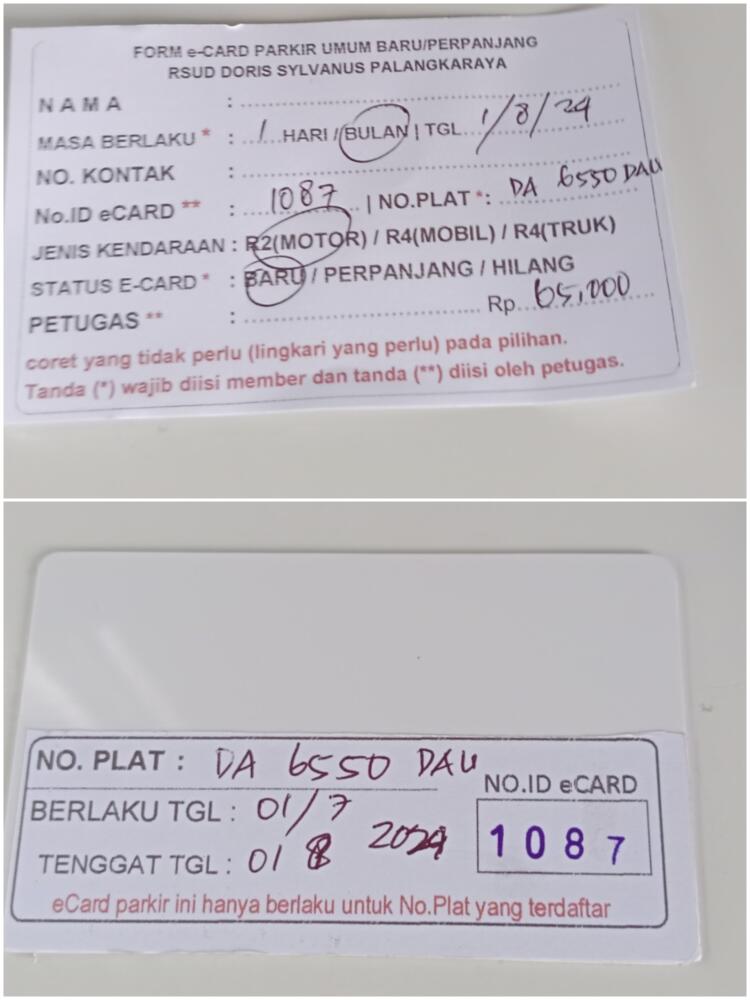 FORM e-CARD PARKIR UMUM BARU/PERPANJANG
RSUD DORIS SYLVANUS PALANGKARAYA
NAMA :
MASA BERLAKU * : 1 HARI / BULAN | TGL 1/8/24
NO. KONTAK :
No.ID eCARD ** : 1087 | NO.PLAT *: DA 6550 DAU
JENIS KENDARAAN : R2(MOTOR) / R4(MOBIL) / R4(TRUK)
STATUS E-CARD * : BARU / PERPANJANG / HILANG
PETUGAS ** : Rp. 65,000
coret yang tidak perlu (lingkari yang perlu) pada pilihan.
Tanda (*) wajib diisi member dan tanda (**) diisi oleh petugas.
NO. PLAT : DA 6550 DAU
NO.ID eCARD
BERLAKU TGL : 01/7
2024
1087
TENGGAT TGL : 01 8
eCard parkir ini hanya berlaku untuk No.Plat yang terdaftar